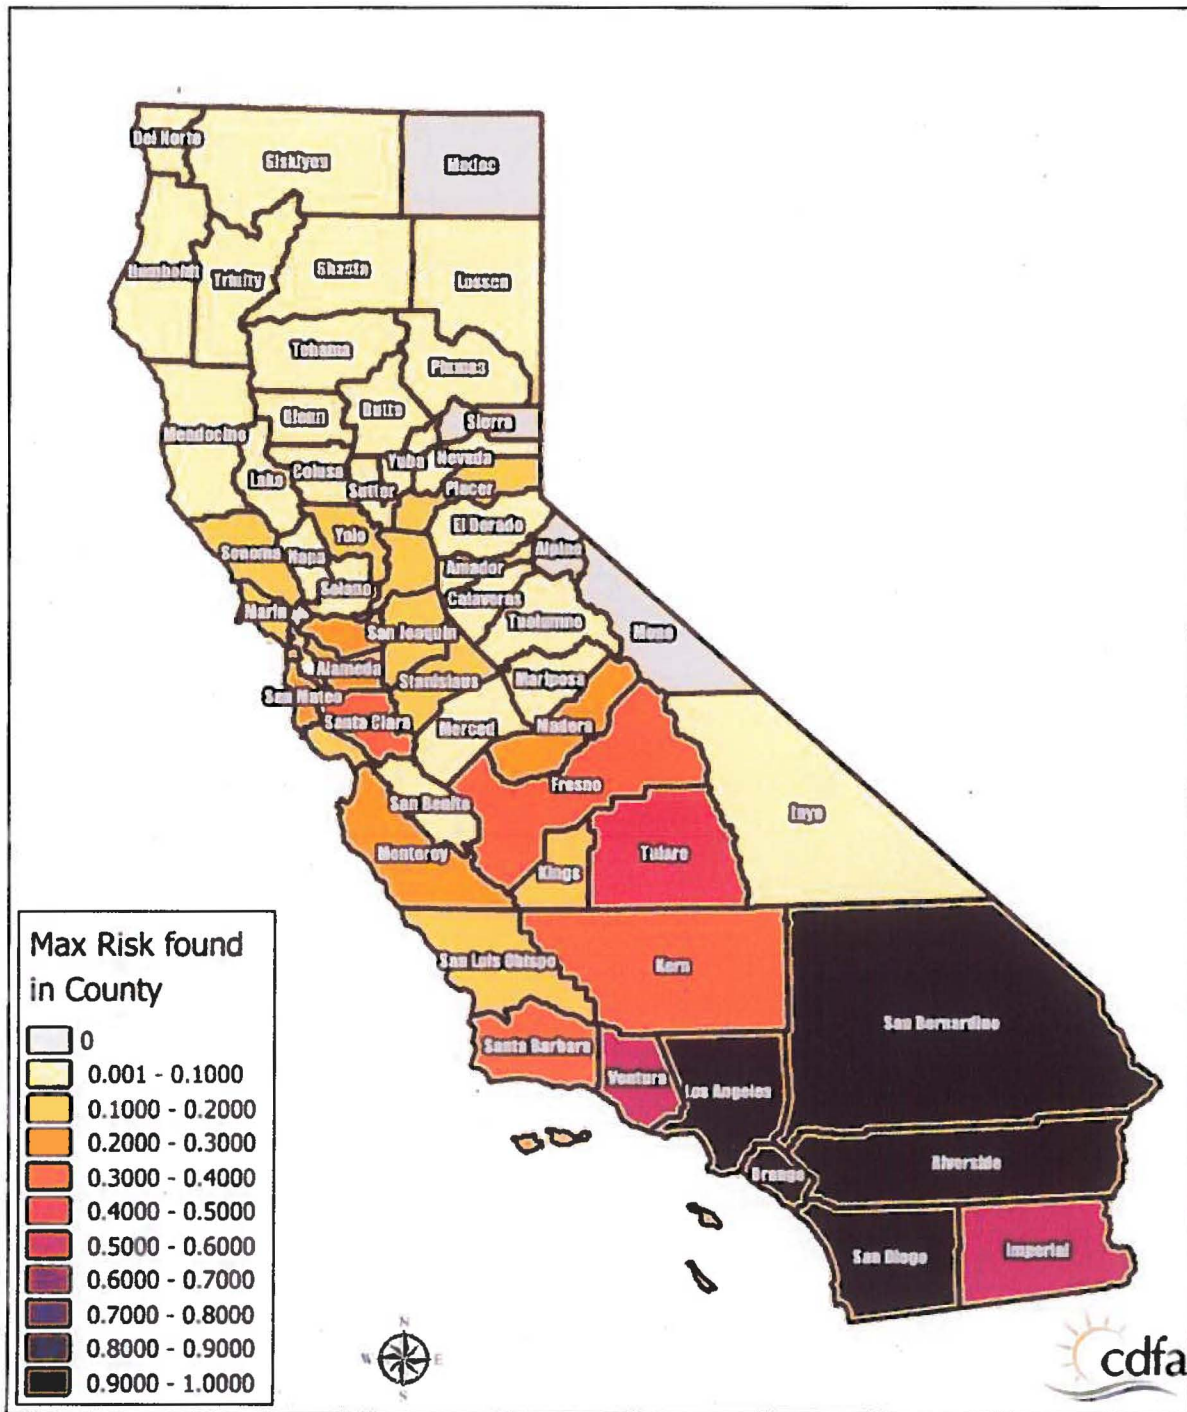 Del Norte
Siskiyou
Modoc
Humboldt
Trinity
Shasta
Lassen
Tehama
Plumas
Glenn
Butte
Sierra
Mendocino
Lake
Colusa
Yuba
Nevada
Sutter
Placer
El Dorado
Yolo
Sonoma
Napa
Alpine
Amador
Solano
Calaveras
Marin
San Joaquin
Tuolumne
Mono
Alameda
Stanislaus
Mariposa
San Mateo
Santa Clara
Merced
Madera
Fresno
San Benito
Inyo
Monterey
Kings
Tulare
San Luis Obispo
Kern
San Bernardino
Santa Barbara
Ventura
Los Angeles
Orange
Riverside
San Diego
Imperial
Max Risk found
in County
0
0.001 - 0.1000
0.1000 - 0.2000
0.2000 - 0.3000
0.3000 - 0.4000
0.4000 - 0.5000
0.5000 - 0.6000
0.6000 - 0.7000
0.7000 - 0.8000
0.8000 - 0.9000
0.9000 - 1.0000
N
W E
S
cdfa